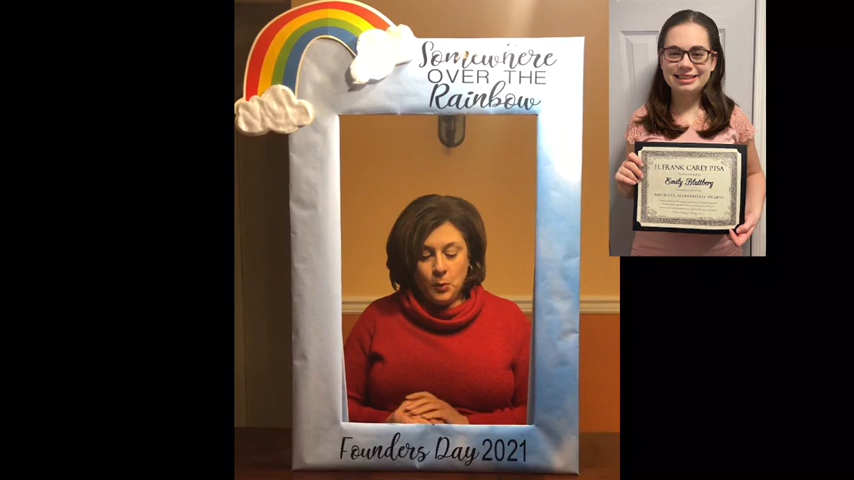 Somewhere
OVER THE
Rainbow
H. FRANK CAREY PTSA
Emily Blattberg
Founders Day 2021